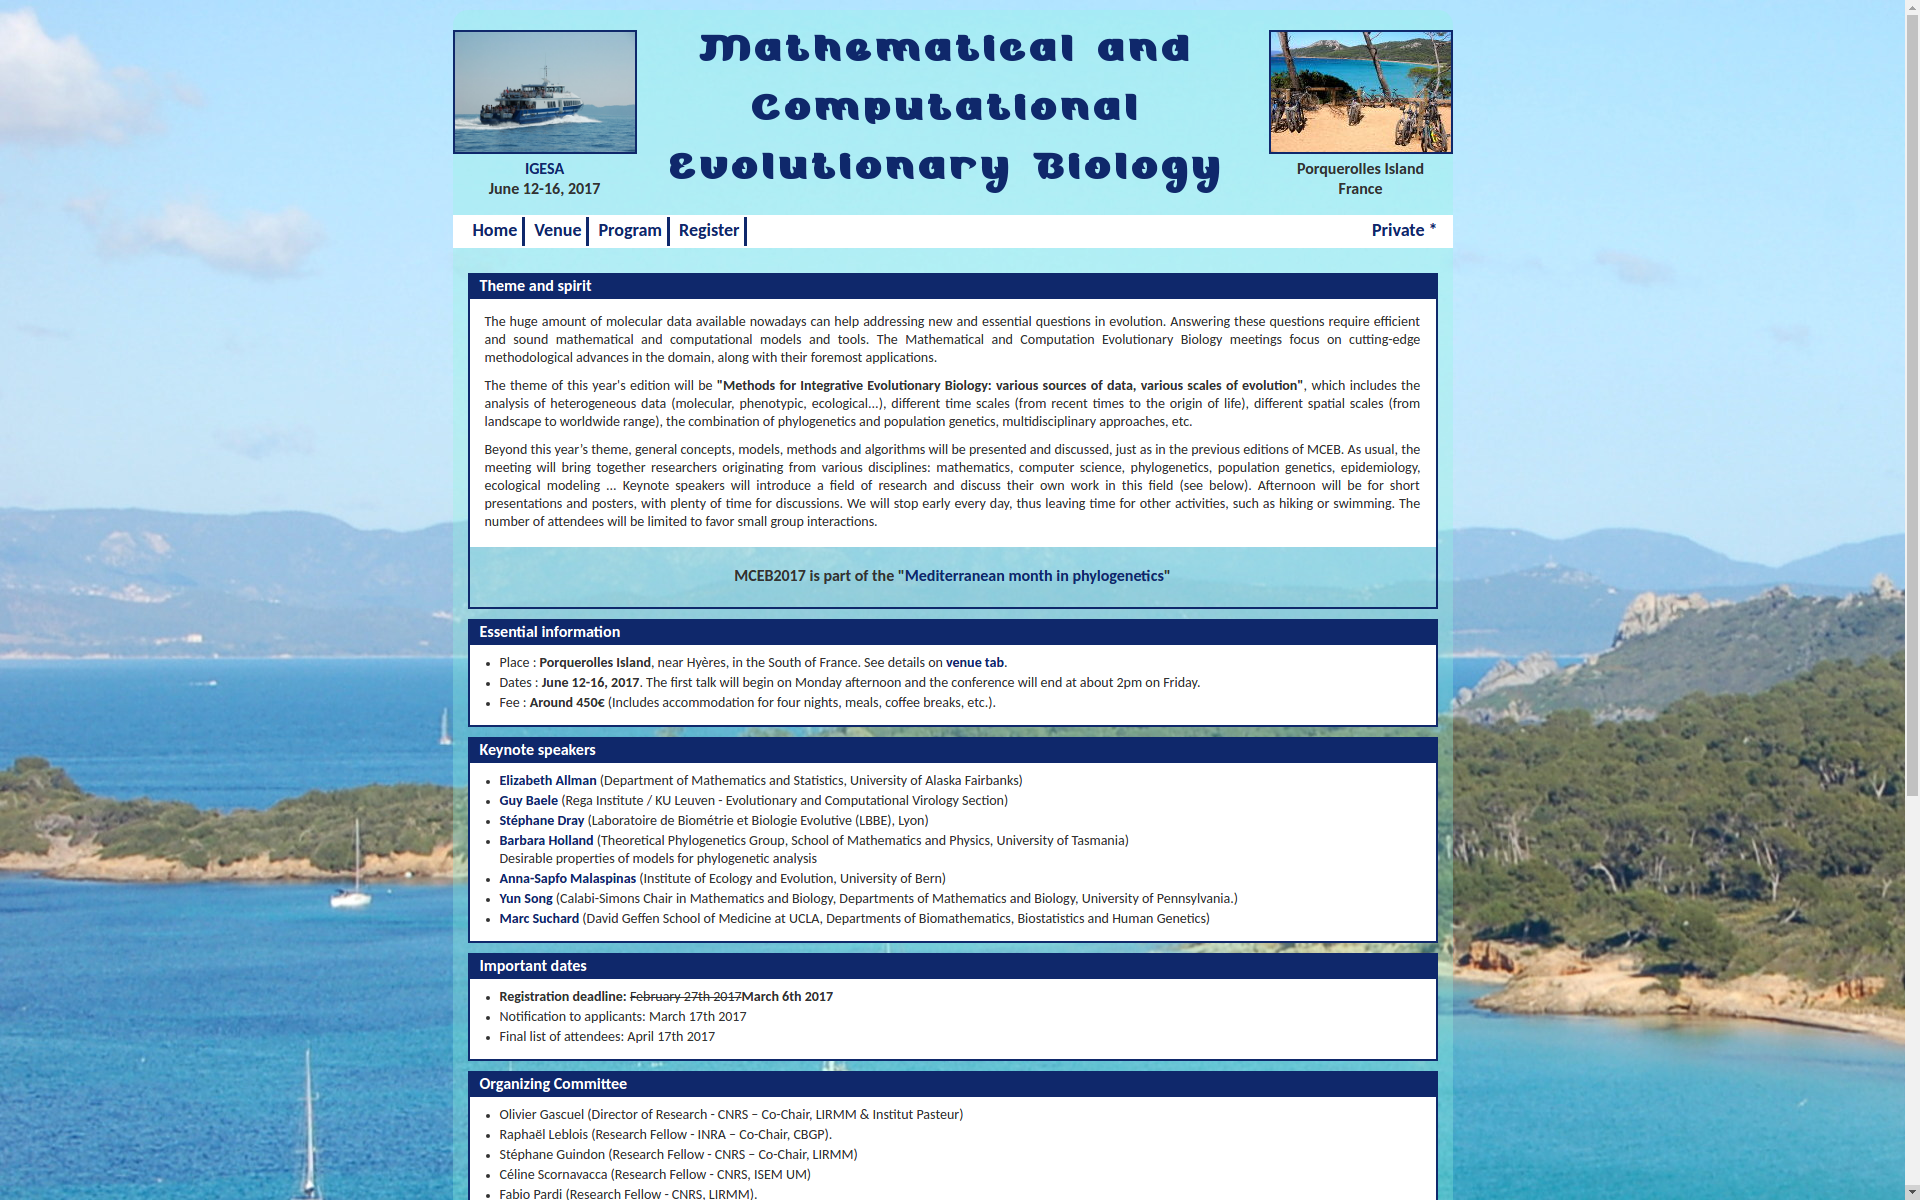 Mathematical and
Computational
Evolutionary Biology
IGESA
June 12-16, 2017
Porquerolles Island
France
Home
Venue
Program
Register
Private *
Theme and spirit
The huge amount of molecular data available nowadays can help addressing new and essential questions in evolution. Answering these questions require efficient
and sound mathematical and computational models and tools. The Mathematical and Computation Evolutionary Biology meetings focus on cutting-edge
methodological advances in the domain, along with their foremost applications.
The theme of this year's edition will be "Methods for Integrative Evolutionary Biology: various sources of data, various scales of evolution", which includes the
analysis of heterogeneous data (molecular, phenotypic, ecological...), different time scales (from recent times to the origin of life), different spatial scales (from
landscape to worldwide range), the combination of phylogenetics and population genetics, multidisciplinary approaches, etc.
Beyond this year’s theme, general concepts, models, methods and algorithms will be presented and discussed, just as in the previous editions of MCEB. As usual, the
meeting will bring together researchers originating from various disciplines: mathematics, computer science, phylogenetics, population genetics, epidemiology,
ecological modeling ... Keynote speakers will introduce a field of research and discuss their own work in this field (see below). Afternoon will be for short
presentations and posters, with plenty of time for discussions. We will stop early every day, thus leaving time for other activities, such as hiking or swimming. The
number of attendees will be limited to favor small group interactions.
MCEB2017 is part of the "Mediterranean month in phylogenetics"
Essential information
Place : Porquerolles Island, near Hyères, in the South of France. See details on venue tab.
Dates : June 12-16, 2017. The first talk will begin on Monday afternoon and the conference will end at about 2pm on Friday.
Fee : Around 450€ (Includes accommodation for four nights, meals, coffee breaks, etc.).
Keynote speakers
Elizabeth Allman (Department of Mathematics and Statistics, University of Alaska Fairbanks)
Guy Baele (Rega Institute / KU Leuven - Evolutionary and Computational Virology Section)
Stéphane Dray (Laboratoire de Biométrie et Biologie Evolutive (LBBE), Lyon)
Barbara Holland (Theoretical Phylogenetics Group, School of Mathematics and Physics, University of Tasmania)
Desirable properties of models for phylogenetic analysis
Anna-Sapfo Malaspinas (Institute of Ecology and Evolution, University of Bern)
Yun Song (Calabi-Simons Chair in Mathematics and Biology, Departments of Mathematics and Biology, University of Pennsylvania.)
Marc Suchard (David Geffen School of Medicine at UCLA, Departments of Biomathematics, Biostatistics and Human Genetics)
Important dates
Registration deadline: February 27th 2017March 6th 2017
Notification to applicants: March 17th 2017
Final list of attendees: April 17th 2017
Organizing Committee
Olivier Gascuel (Director of Research - CNRS – Co-Chair, LIRMM & Institut Pasteur)
Raphaël Leblois (Research Fellow - INRA – Co-Chair, CBGP).
Stéphane Guindon (Research Fellow - CNRS – Co-Chair, LIRMM)
Céline Scornavacca (Research Fellow - CNRS, ISEM UM)
Fabio Pardi (Research Fellow - CNRS, LIRMM).